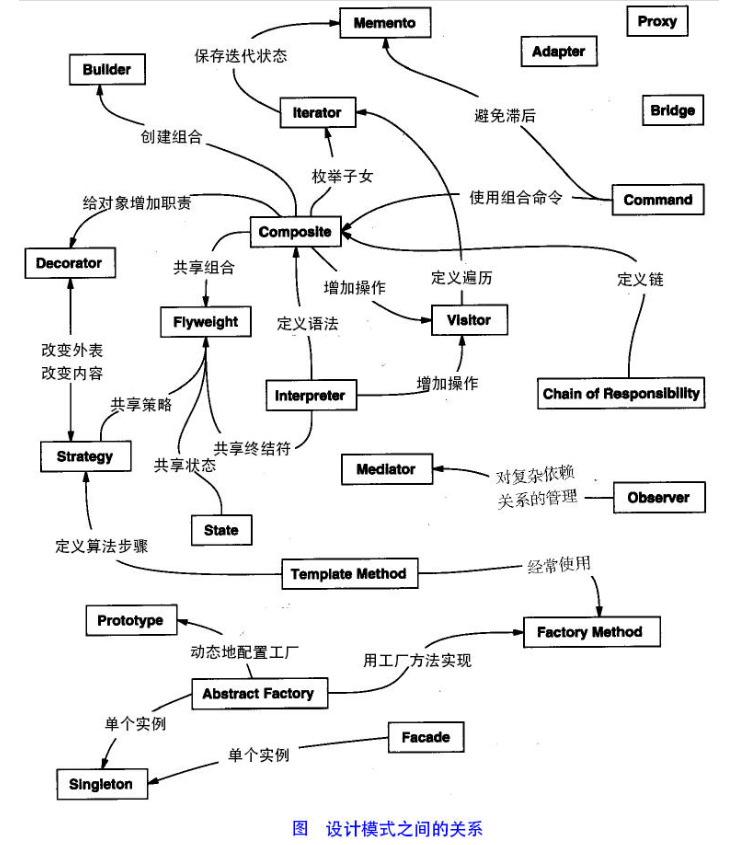 Memento
Proxy
Adapter
保存迭代状态
Builder
Iterator
Bridge
避免滞后
创建组合
枚举子女
给对象增加职责
使用组合命令
Command
Composite
Decorator
共享组合
增加操作
定义遍历
定义链
Flyweight
定义语法
Visitor
改变外表
改变内容
增加操作
Interpreter
Chain of Responsibility
共享策略
共享终结符
Strategy
共享状态
Mediator
对复杂依赖
关系的管理
Observer
State
定义算法步骤
Template Method
经常使用
Prototype
Factory Method
动态地配置工厂
用工厂方法实现
Abstract Factory
单个实例
Facade
单个实例
Singleton
图 设计模式之间的关系